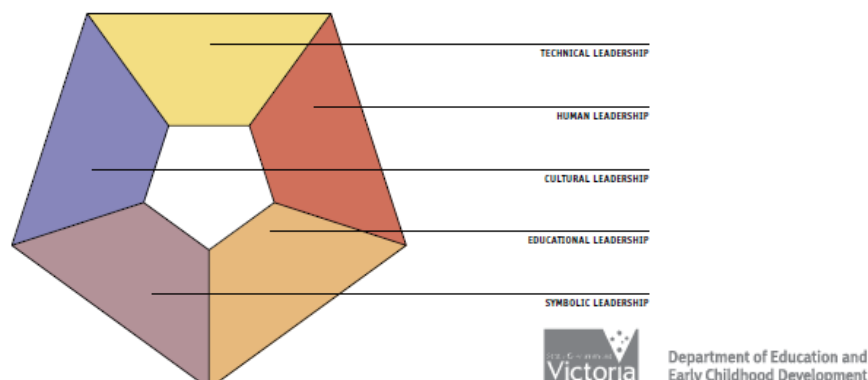 TECHNICAL LEADERSHIP
HUMAN LEADERSHIP
CULTURAL LEADERSHIP
EDUCATIONAL LEADERSHIP
SYMBOLIC LEADERSHIP
Victoria
Department of Education and
Early Childhood Development